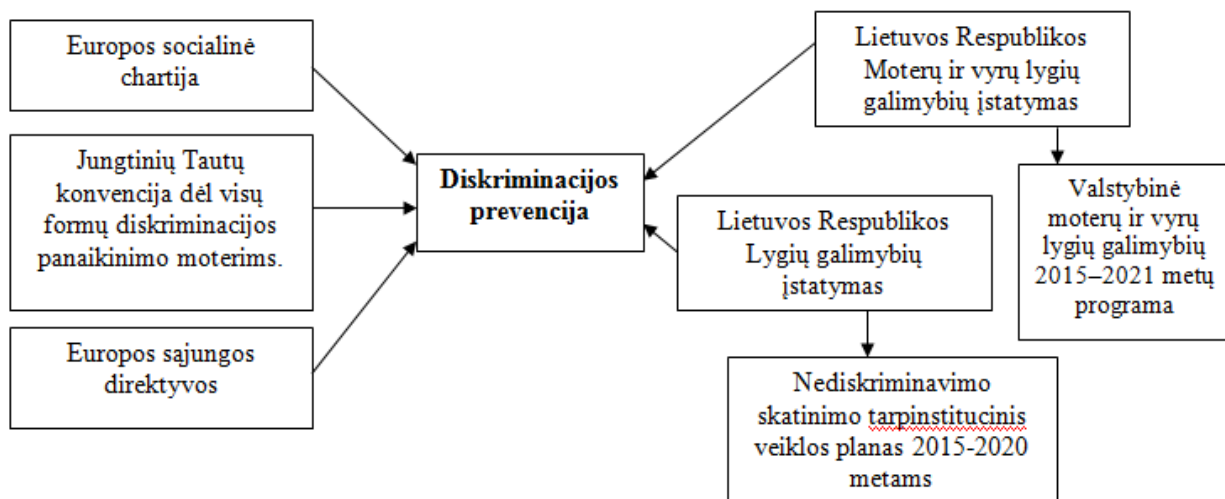 Europos socialinė
chartija
Jungtinių Tautų
konvencija dėl visų
formų diskriminacijos
panaikinimo moterims.
Europos sąjungos
direktyvos
Diskriminacijos
prevencija
Lietuvos Respublikos
Moterų ir vyrų lygių
galimybių įstatymas
Lietuvos Respublikos
Lygių galimybių
įstatymas
Valstybinė
moterų ir vyrų
lygių galimybių
2015–2021 metų
programa
Nediskriminavimo
skatinimo tarpinstitucinis
veiklos planas 2015-2020
metams